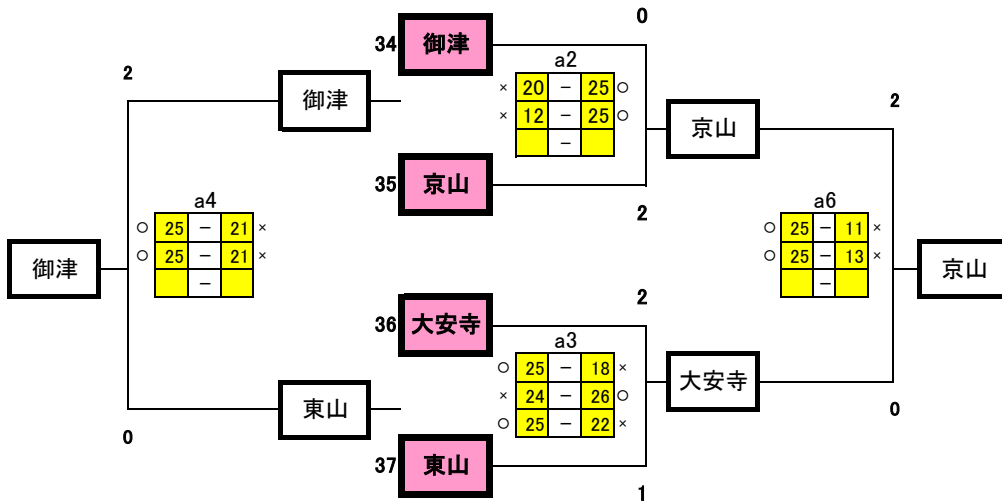 0
34 御津
a2
2
御津
× 20 － 25 ○
2
× 12 － 25 ○
京山
－
35 京山
2
a4
a6
○ 25 － 21 ×
○ 25 － 11 ×
○ 25 － 21 ×
○ 25 － 13 ×
御津
京山
－
－
2
36 大安寺
a3
○ 25 － 18 ×
大安寺
× 24 － 26 ○
東山
0
○ 25 － 22 ×
0
37 東山
1